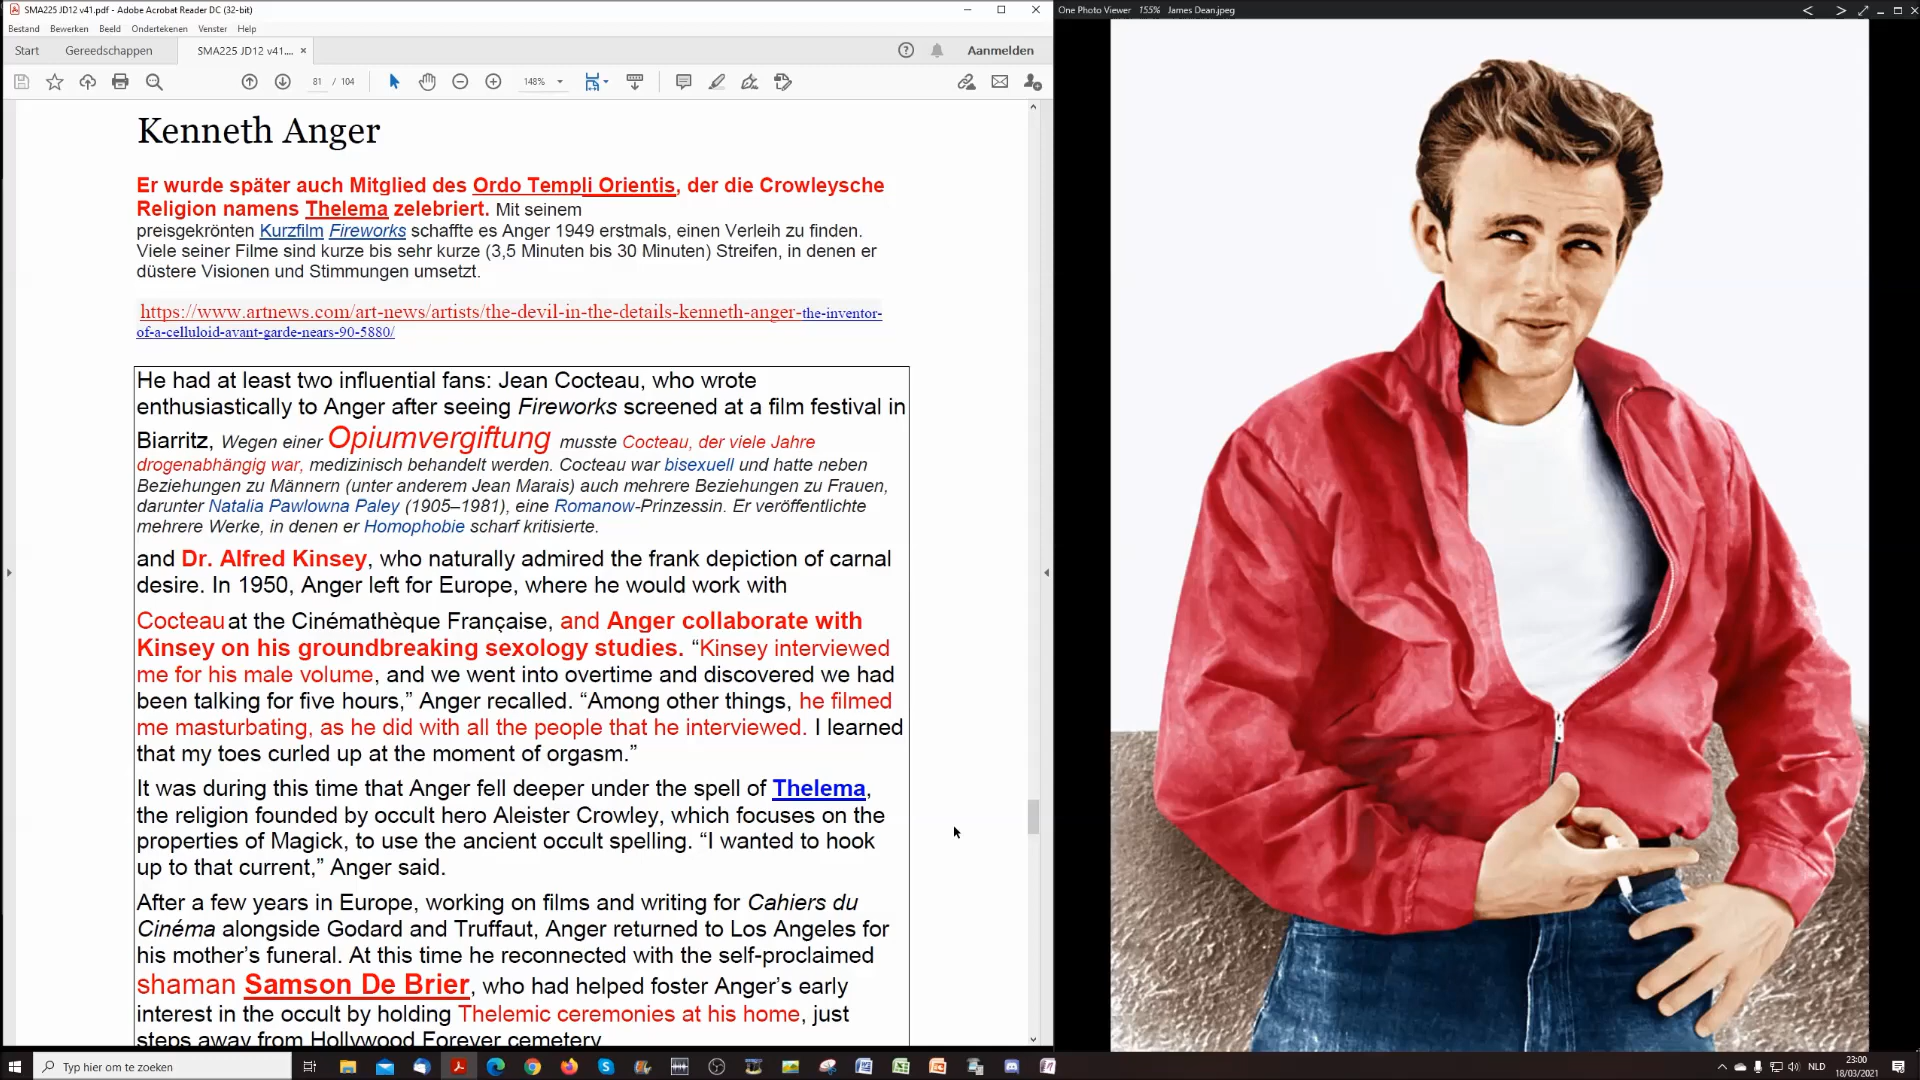 SMA225 JD12 v41.pdf - Adobe Acrobat Reader DC (32-bit)
Bestand Bewerken Beeld Ondertekenen Venster Help
Start Gereedschappen SMA225 JD12 v41.... × Aanmelden
81 / 104 148%
Kenneth Anger
Er wurde später auch Mitglied des Ordo Templi Orientis, der die Crowleysche
Religion namens Thelema zelebriert. Mit seinem
preisgekrönten Kurzfilm Fireworks schaffte es Anger 1949 erstmals, einen Verleih zu finden.
Viele seiner Filme sind kurze bis sehr kurze (3,5 Minuten bis 30 Minuten) Streifen, in denen er
düstere Visionen und Stimmungen umsetzt.
https://www.artnews.com/art-news/artists/the-devil-in-the-details-kenneth-anger-the-inventor-
of-a-celluloid-avant-garde-nears-90-5880/
He had at least two influential fans: Jean Cocteau, who wrote
enthusiastically to Anger after seeing Fireworks screened at a film festival in
Biarritz, Wegen einer Opiumvergiftung musste Cocteau, der viele Jahre
drogenabhängig war, medizinisch behandelt werden. Cocteau war bisexuell und hatte neben
Beziehungen zu Männern (unter anderem Jean Marais) auch mehrere Beziehungen zu Frauen,
darunter Natalia Pawlowna Paley (1905–1981), eine Romanow-Prinzessin. Er veröffentlichte
mehrere Werke, in denen er Homophobie scharf kritisierte.
and Dr. Alfred Kinsey, who naturally admired the frank depiction of carnal
desire. In 1950, Anger left for Europe, where he would work with
Cocteau at the Cinémathèque Française, and Anger collaborate with
Kinsey on his groundbreaking sexology studies. “Kinsey interviewed
me for his male volume, and we went into overtime and discovered we had
been talking for five hours,” Anger recalled. “Among other things, he filmed
me masturbating, as he did with all the people that he interviewed. I learned
that my toes curled up at the moment of orgasm.”
It was during this time that Anger fell deeper under the spell of Thelema,
the religion founded by occult hero Aleister Crowley, which focuses on the
properties of Magick, to use the ancient occult spelling. “I wanted to hook
up to that current,” Anger said.
After a few years in Europe, working on films and writing for Cahiers du
Cinéma alongside Godard and Truffaut, Anger returned to Los Angeles for
his mother’s funeral. At this time he reconnected with the self-proclaimed
shaman Samson De Brier, who had helped foster Anger’s early
interest in the occult by holding Thelemic ceremonies at his home, just
steps away from Hollywood Forever cemetery
One Photo Viewer 155% James Dean.jpeg
Typ hier om te zoeken
NLD
23:00
18/03/2021